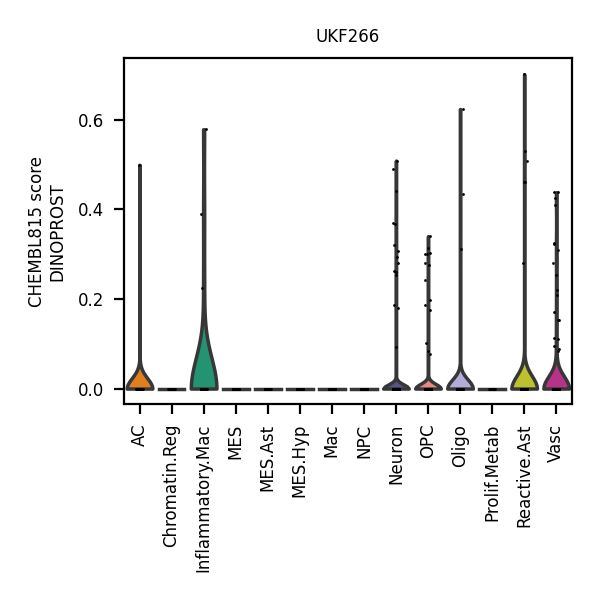 UKF266
CHEMBL815 score
DINOPROST
0.6
0.4
0.2
0.0
AC
Chromatin.Reg
Inflammatory.Mac
MES
MES.Ast
MES.Hyp
Mac
NPC
Neuron
OPC
Oligo
Prolif.Metab
Reactive.Ast
Vasc